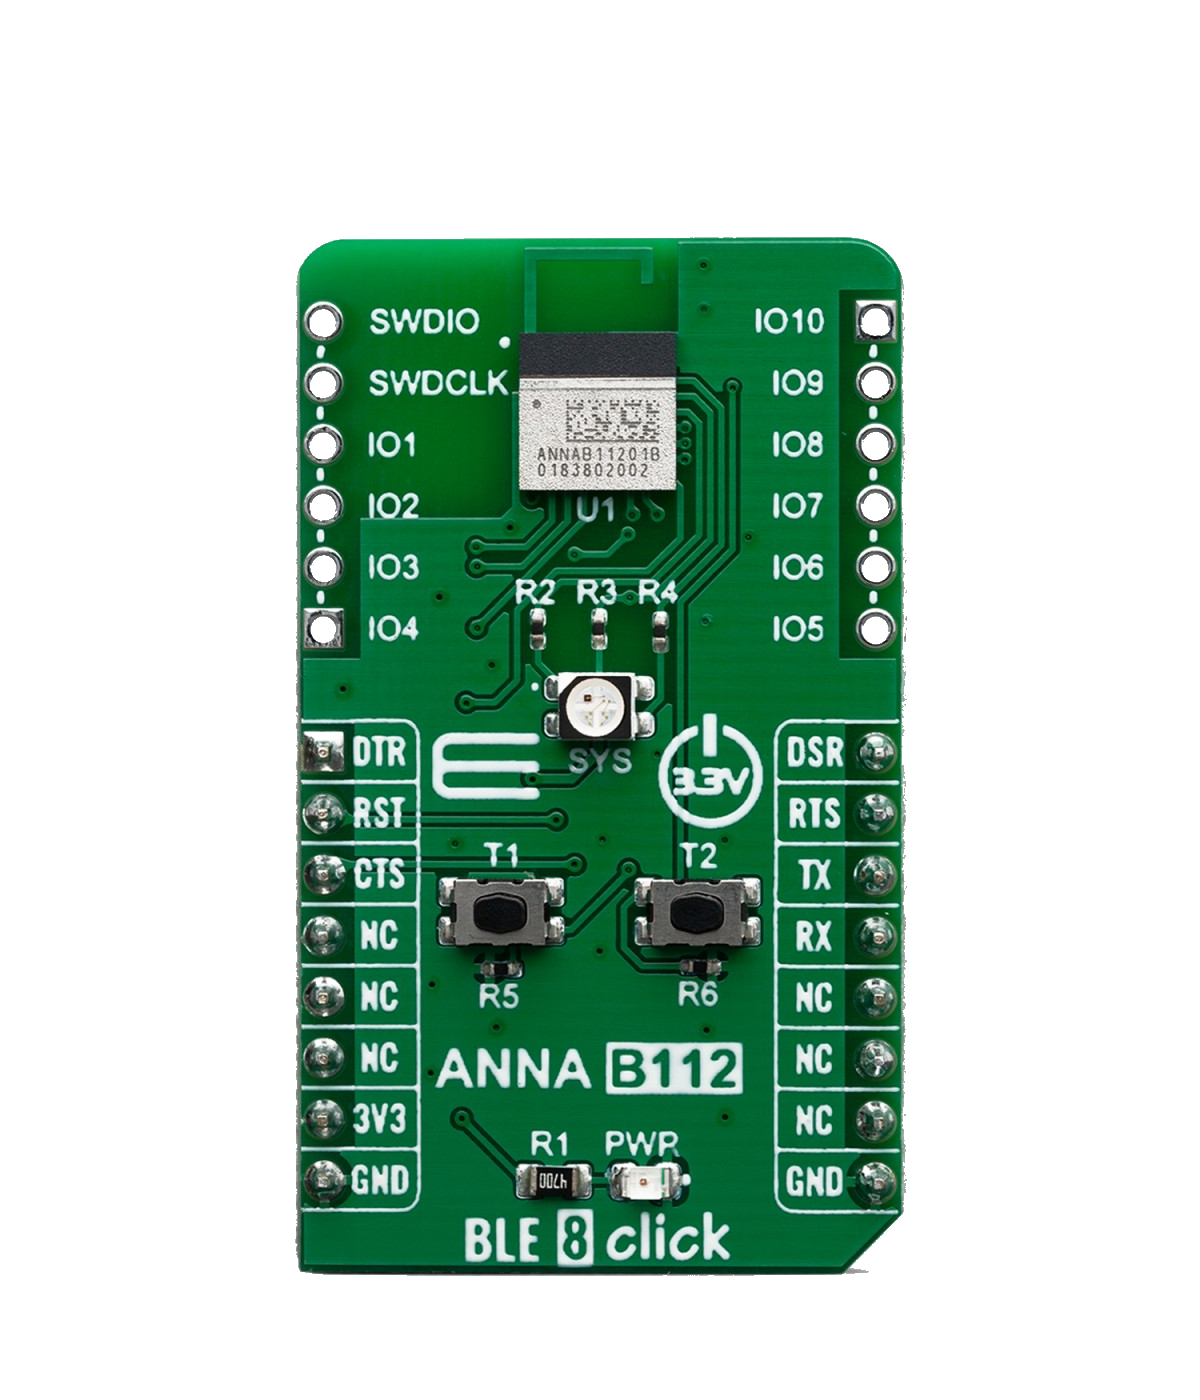 SWDIO
IO10
SWDCLK
IO9
IO1
IO8
ANNAB11201B
0183802002
IO2
U1
IO7
IO3
IO6
R2 R3 R4
IO4
IO5
SYS
3.3V
DTR
DSR
RST
RTS
T1
T2
CTS
TX
NC
RX
NC
R5
R6
NC
NC
NC
ANNA B112
3V3
NC
R1 PWR
4700
GND
GND
BLE 8 click